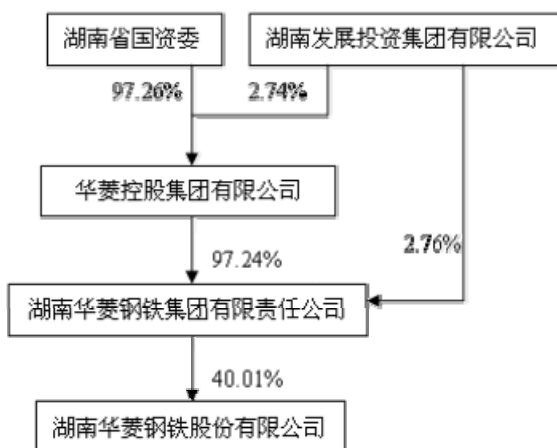 湖南省国资委
湖南发展投资集团有限公司
97.26%
2.74%
华菱控股集团有限公司
97.24%
2.76%
湖南华菱钢铁集团有限责任公司
40.01%
湖南华菱钢铁股份有限公司